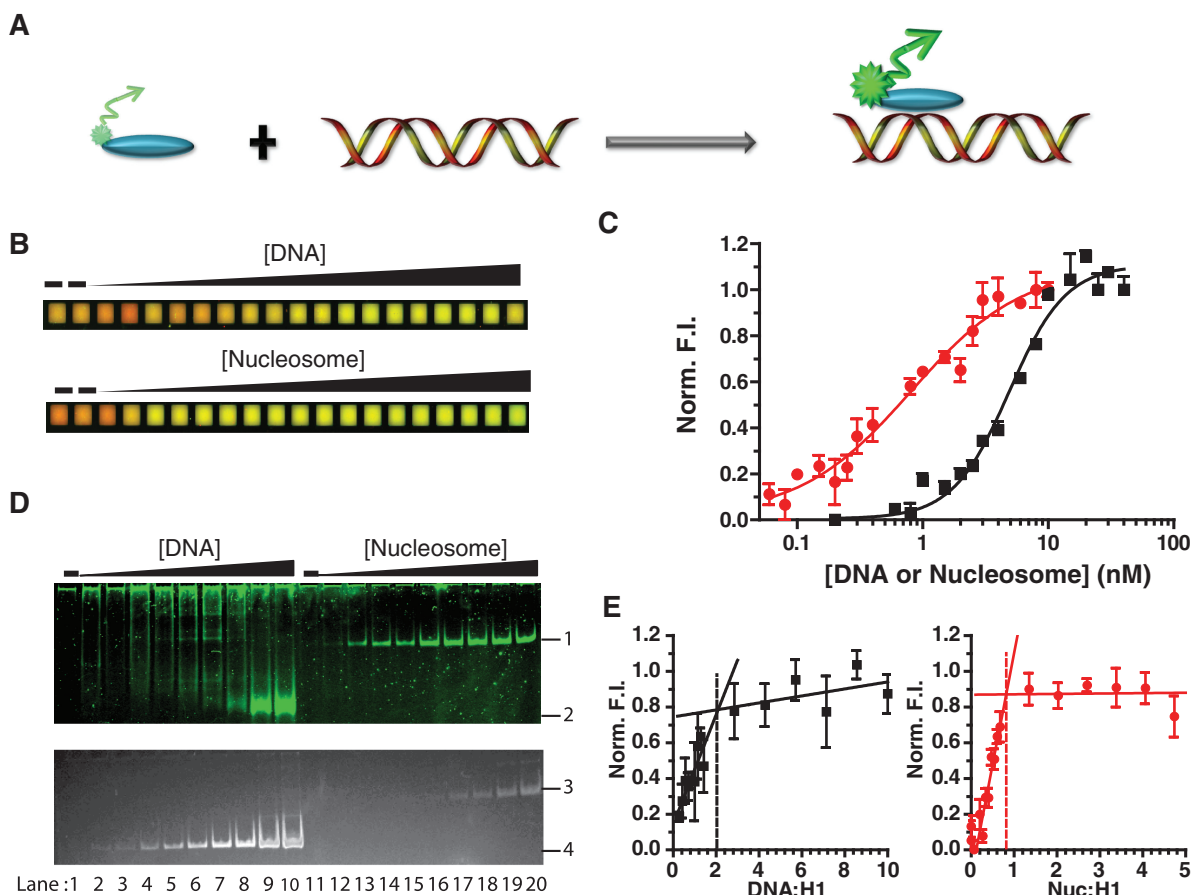 A
B
[DNA]
[Nucleosome]
C
1.2
1.0
0.8
0.6
0.4
0.2
0.0
Norm. F.I.
0.1 1 10 100
[DNA or Nucleosome] (nM)
D
[DNA] [Nucleosome]
1
2
3
4
Lane :1 2 3 4 5 6 7 8 9 10 11 12 13 14 15 16 17 18 19 20
E
1.2
1.0
0.8
0.6
0.4
0.2
0.0
Norm. F.I.
0 2 4 6 8 10
DNA:H1
1.2
1.0
0.8
0.6
0.4
0.2
0.0
Norm. F.I.
0 1 2 3 4 5
Nuc:H1